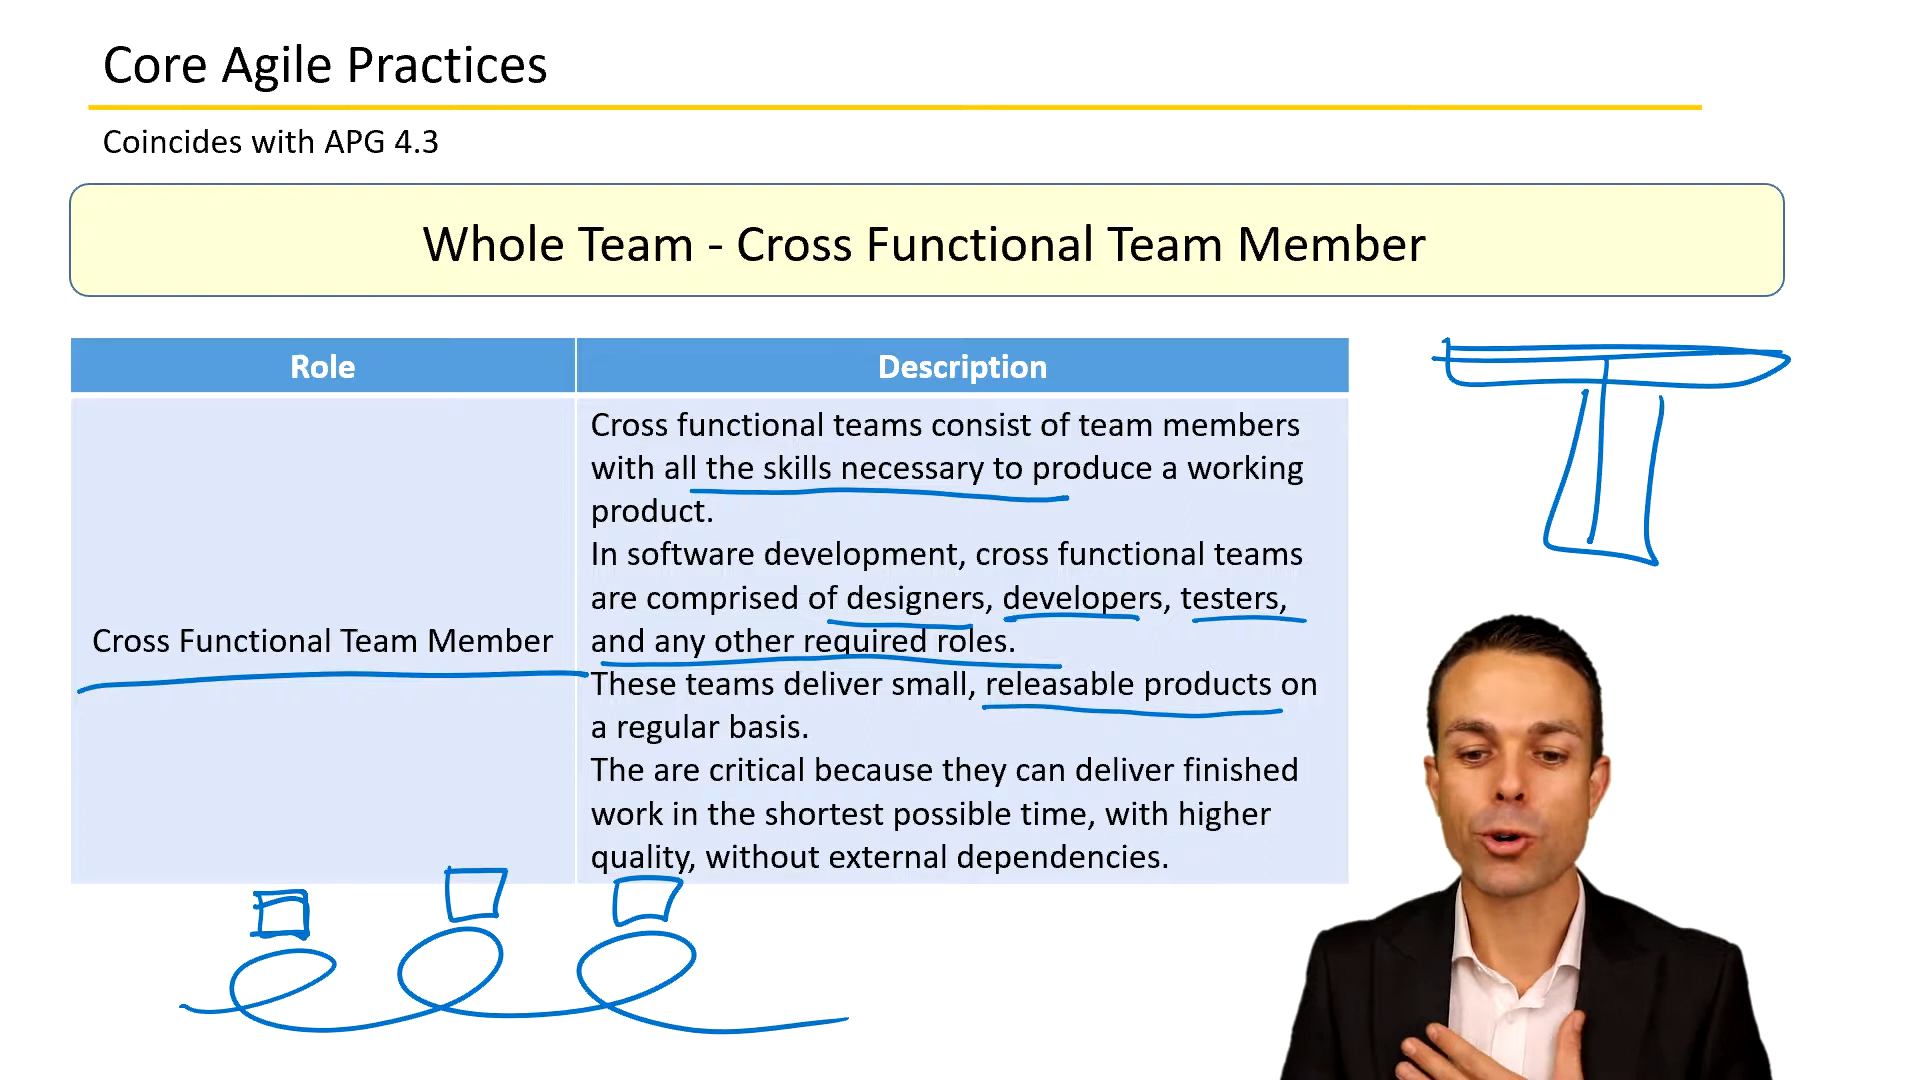 Core Agile Practices
Coincides with APG 4.3
Whole Team - Cross Functional Team Member
Role
Description
Cross Functional Team Member
Cross functional teams consist of team members
with all the skills necessary to produce a working
product.
In software development, cross functional teams
are comprised of designers, developers, testers,
and any other required roles.
These teams deliver small, releasable products on
a regular basis.
The are critical because they can deliver finished
work in the shortest possible time, with higher
quality, without external dependencies.